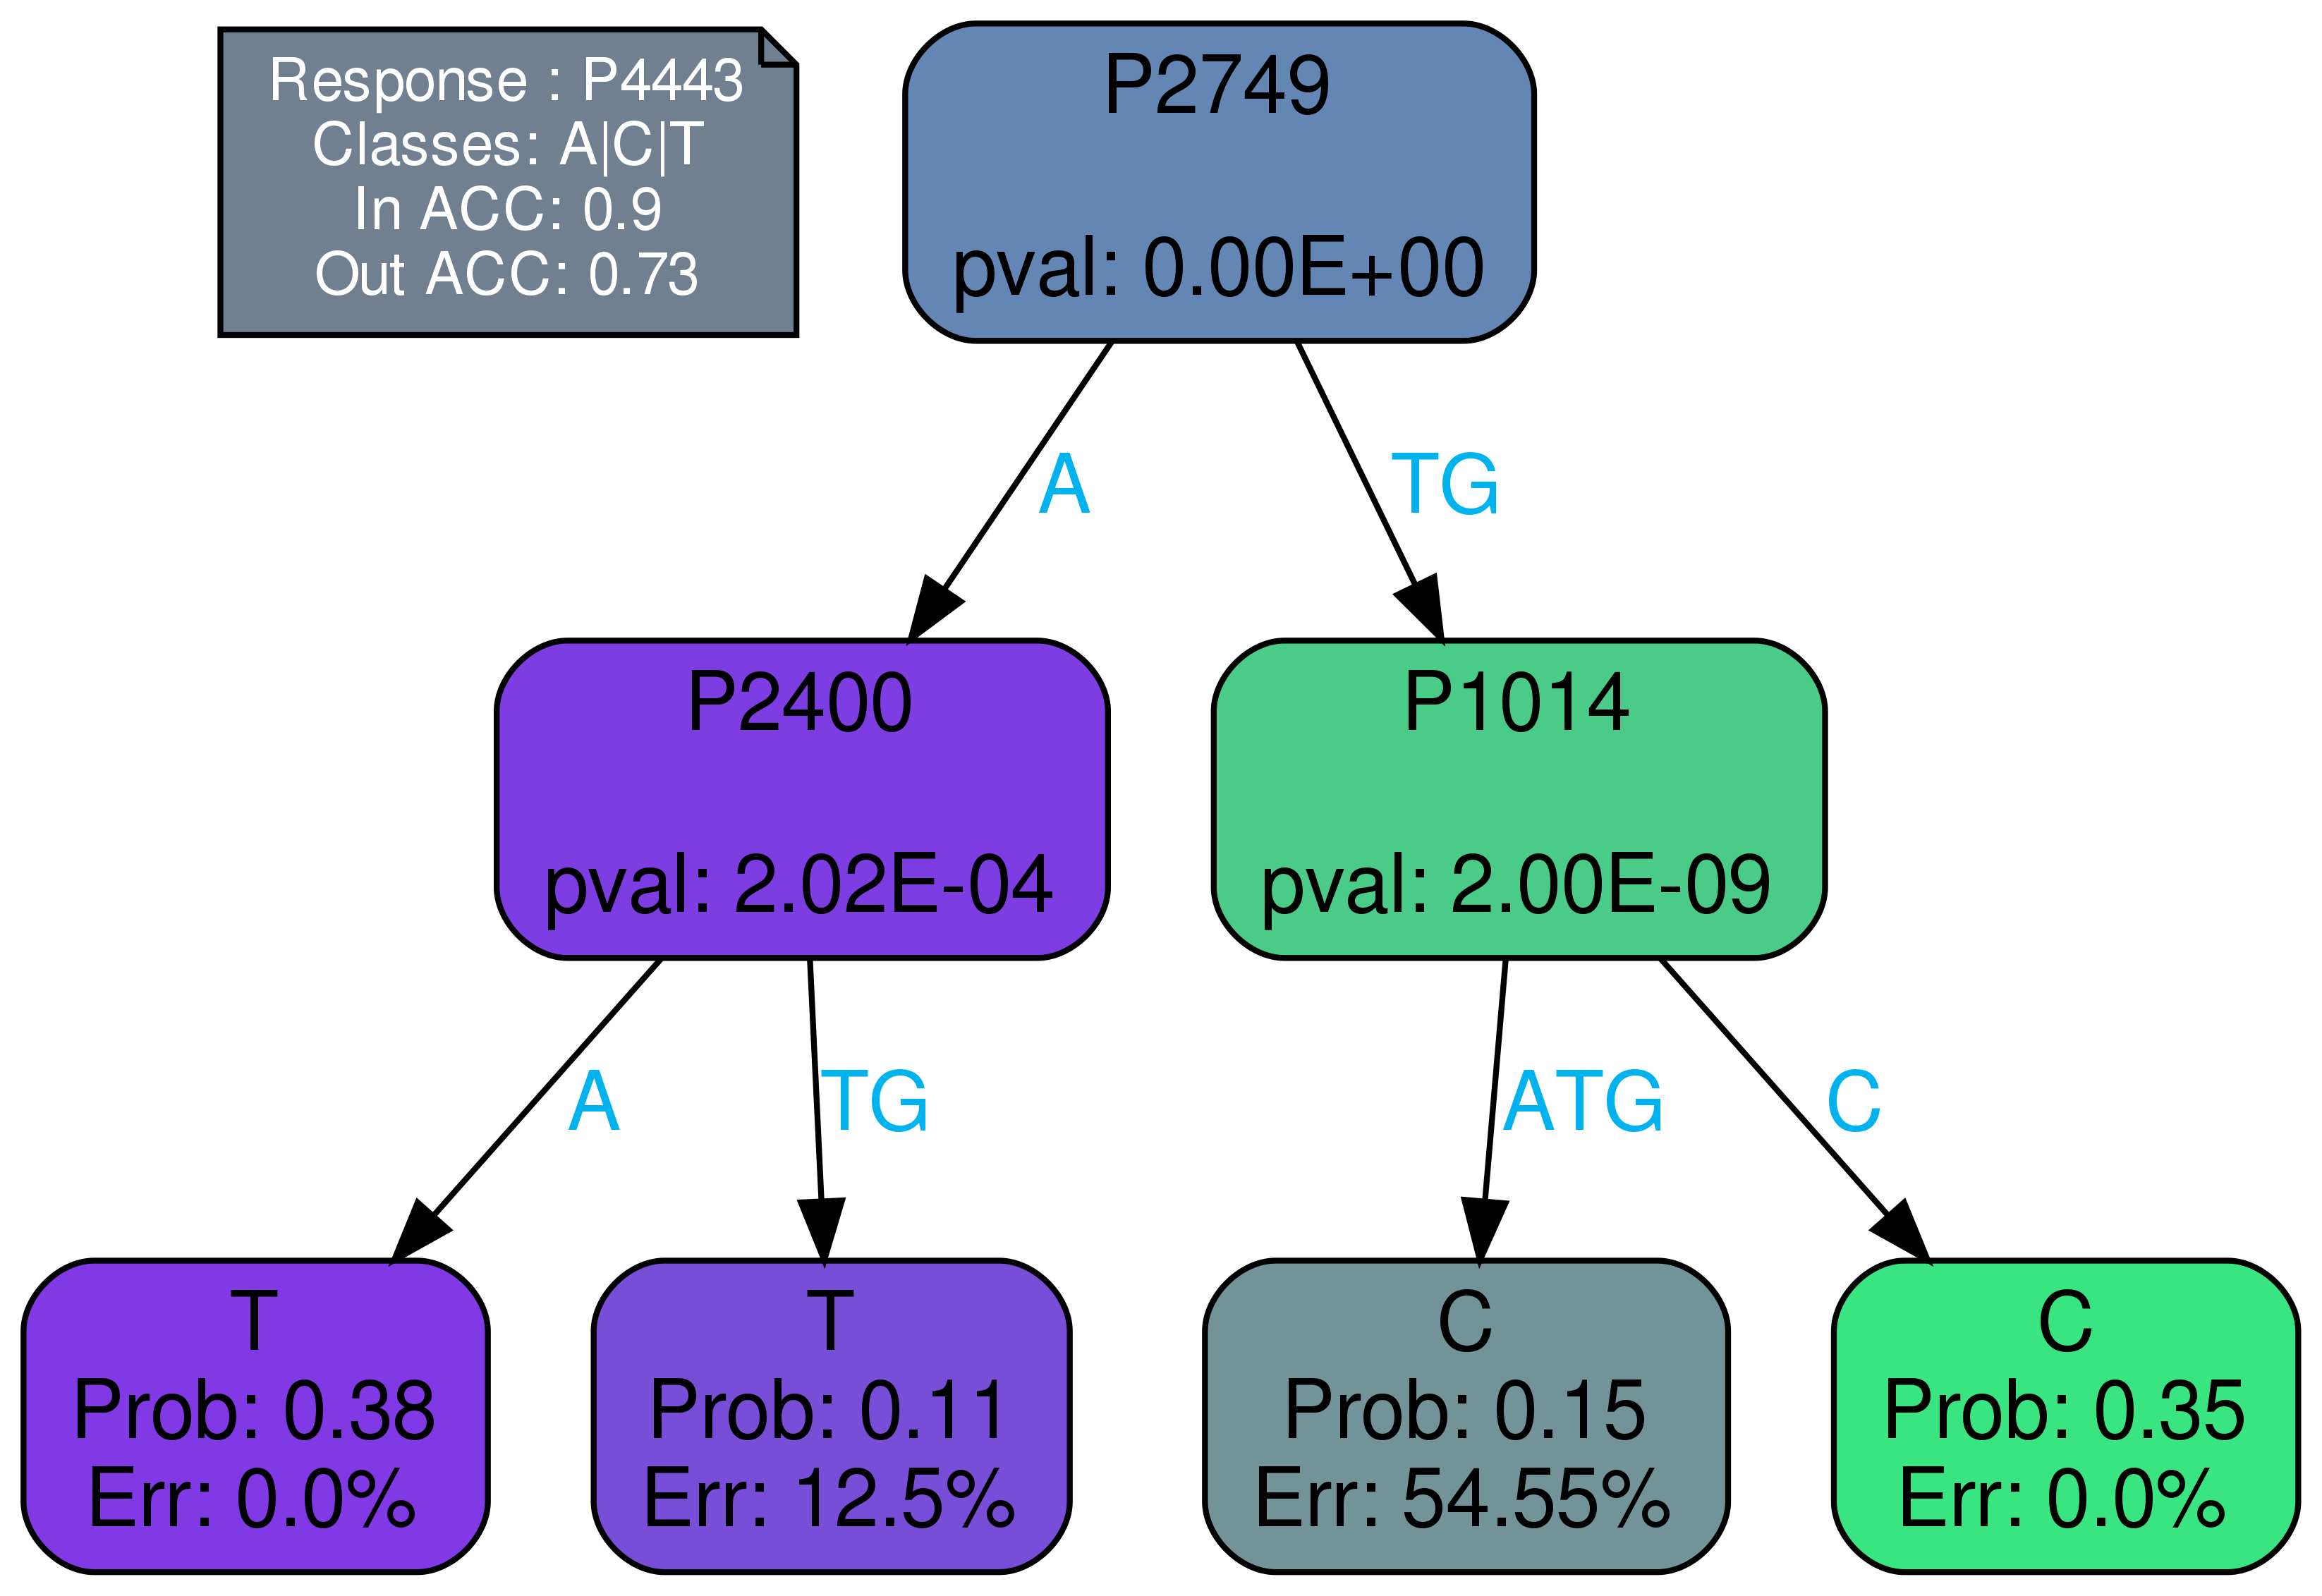 Response : P4443
Classes: A|C|T
In ACC: 0.9
Out ACC: 0.73
P2749
pval: 0.00E+00
A
TG
P2400
pval: 2.02E-04
P1014
pval: 2.00E-09
A
TG
ATG
C
T
Prob: 0.38
Err: 0.0%
T
Prob: 0.11
Err: 12.5%
C
Prob: 0.15
Err: 54.55%
C
Prob: 0.35
Err: 0.0%